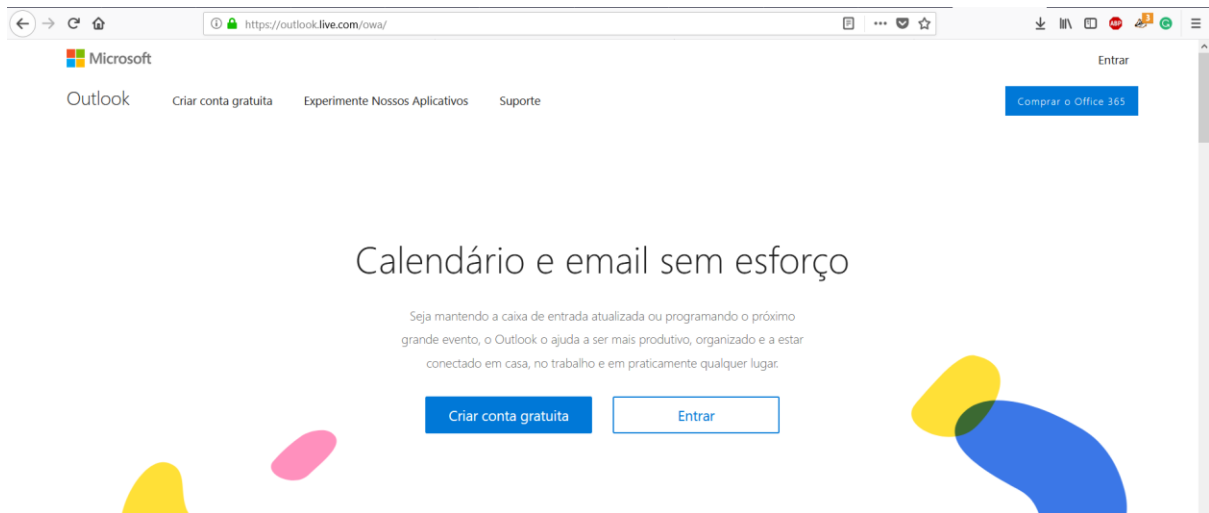 https://outlook.live.com/owa/
ABP
3
Microsoft
Entrar
Outlook
Criar conta gratuita
Experimente Nossos Aplicativos
Suporte
Comprar o Office 365
Calendário e email sem esforço
Seja mantendo a caixa de entrada atualizada ou programando o próximo
grande evento, o Outlook o ajuda a ser mais produtivo, organizado e a estar
conectado em casa, no trabalho e em praticamente qualquer lugar.
Criar conta gratuita
Entrar